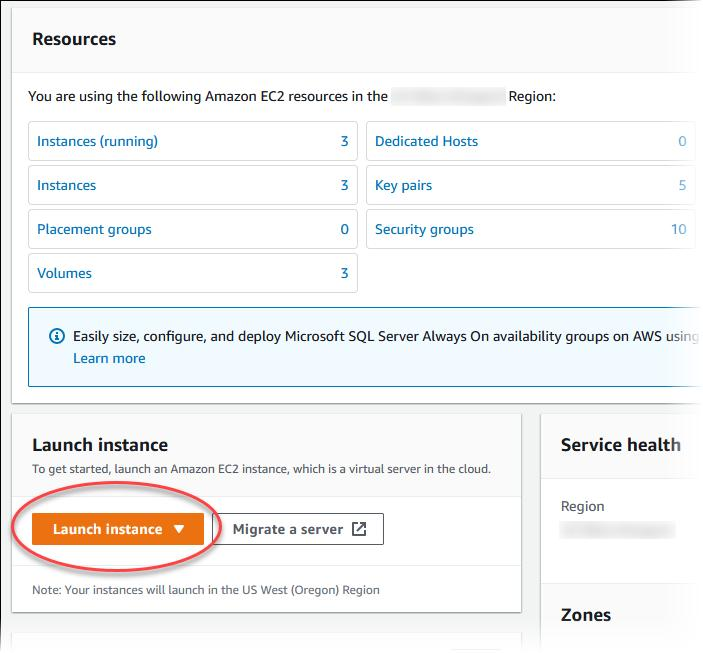 Resources
You are using the following Amazon EC2 resources in the Region:
Instances (running) 3
Dedicated Hosts 0
Instances 3
Key pairs 5
Placement groups 0
Security groups 10
Volumes 3
Easily size, configure, and deploy Microsoft SQL Server Always On availability groups on AWS using
Learn more
Launch instance
To get started, launch an Amazon EC2 instance, which is a virtual server in the cloud.
Launch instance
Migrate a server
Note: Your instances will launch in the US West (Oregon) Region
Service health
Region
Zones